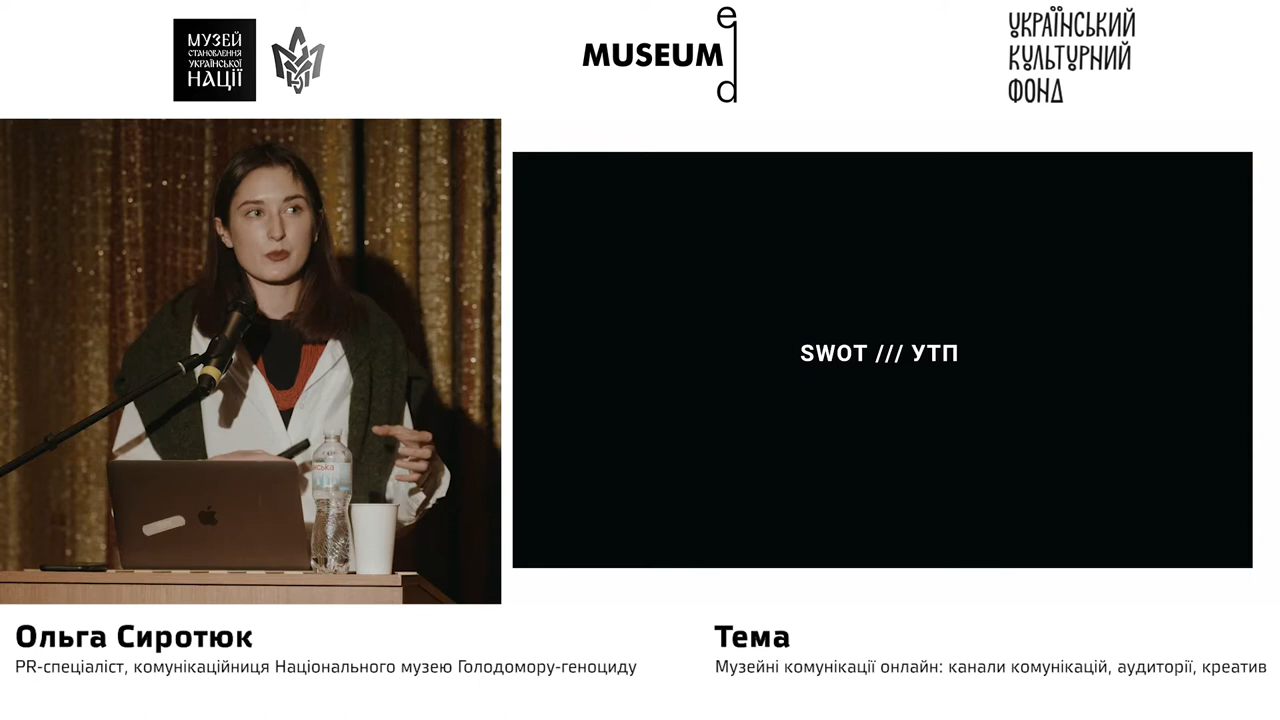 МУЗЕЙ
СТАНОВЛЕННЯ
УКРАЇНСЬКОЇ
НАЦІЇ
MUSEUM
ed
УКРАЇНСЬКИЙ
КУЛЬТУРНИЙ
ФОНД
SWOT /// УТП
Ольга Сиротюк
PR-спеціаліст, комунікаційниця Національного музею Голодомору-геноциду
Тема
Музейні комунікації онлайн: канали комунікацій, аудиторії, креатив